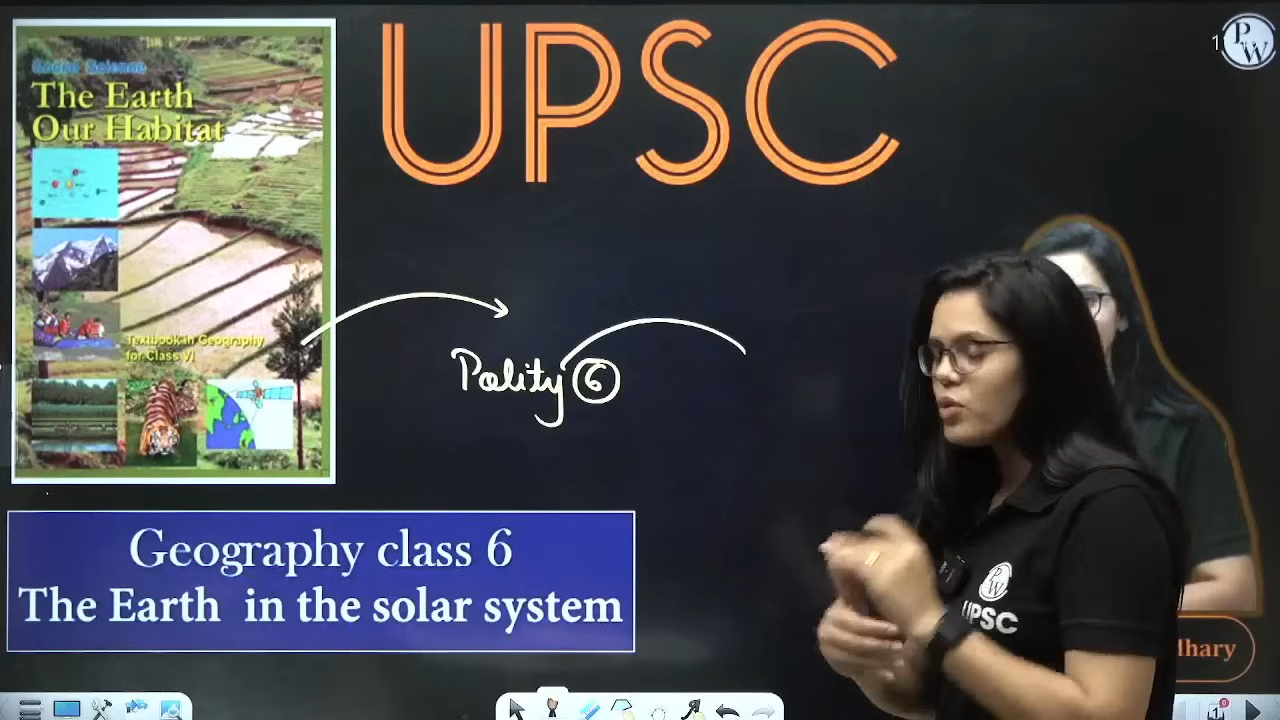 UPSC
PW
Social Science
The Earth
Our Habitat
Textbook in Geography
for Class VI
Polity 6
Geography class 6
The Earth in the solar system
PW
UPSC
dhary